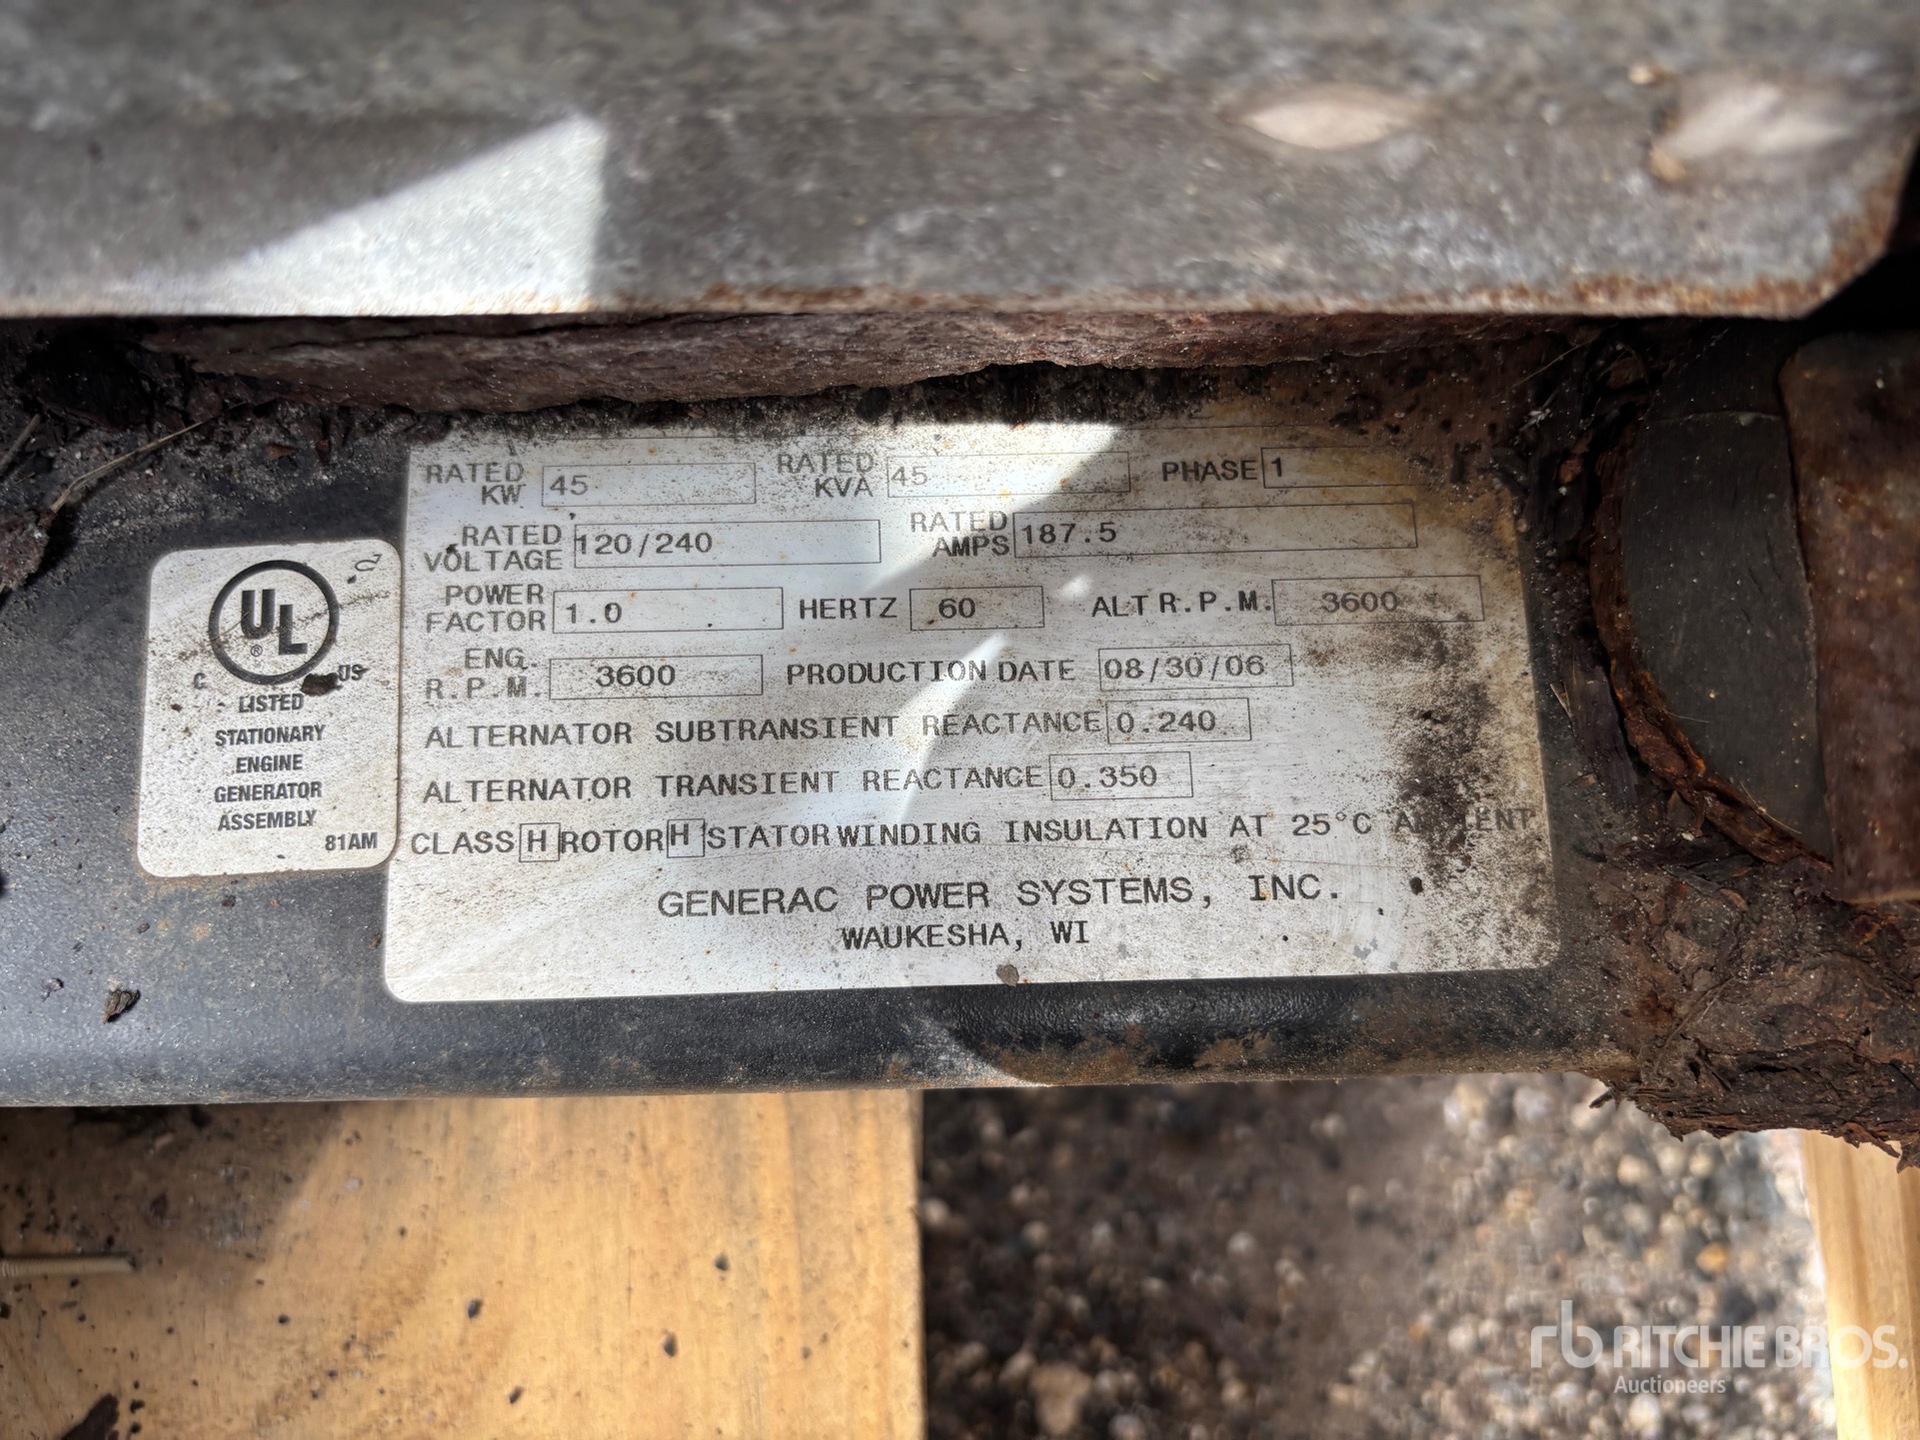 RATED KW 45 RATED KVA 45 PHASE 1
RATED VOLTAGE 120/240 RATED AMPS 187.5
POWER FACTOR 1.0 HERTZ 60 ALT R.P.M. 3600
ENG. R.P.M. 3600 PRODUCTION DATE 08/30/06
ALTERNATOR SUBTRANSIENT REACTANCE 0.240
ALTERNATOR TRANSIENT REACTANCE 0.350
CLASS H ROTOR H STATOR WINDING INSULATION AT 25°C
GENERAC POWER SYSTEMS, INC.
WAUKESHA, WI
UL ®
C US
LISTED
STATIONARY
ENGINE
GENERATOR
ASSEMBLY
81AM
rb RITCHIE BROS.
Auctioneers